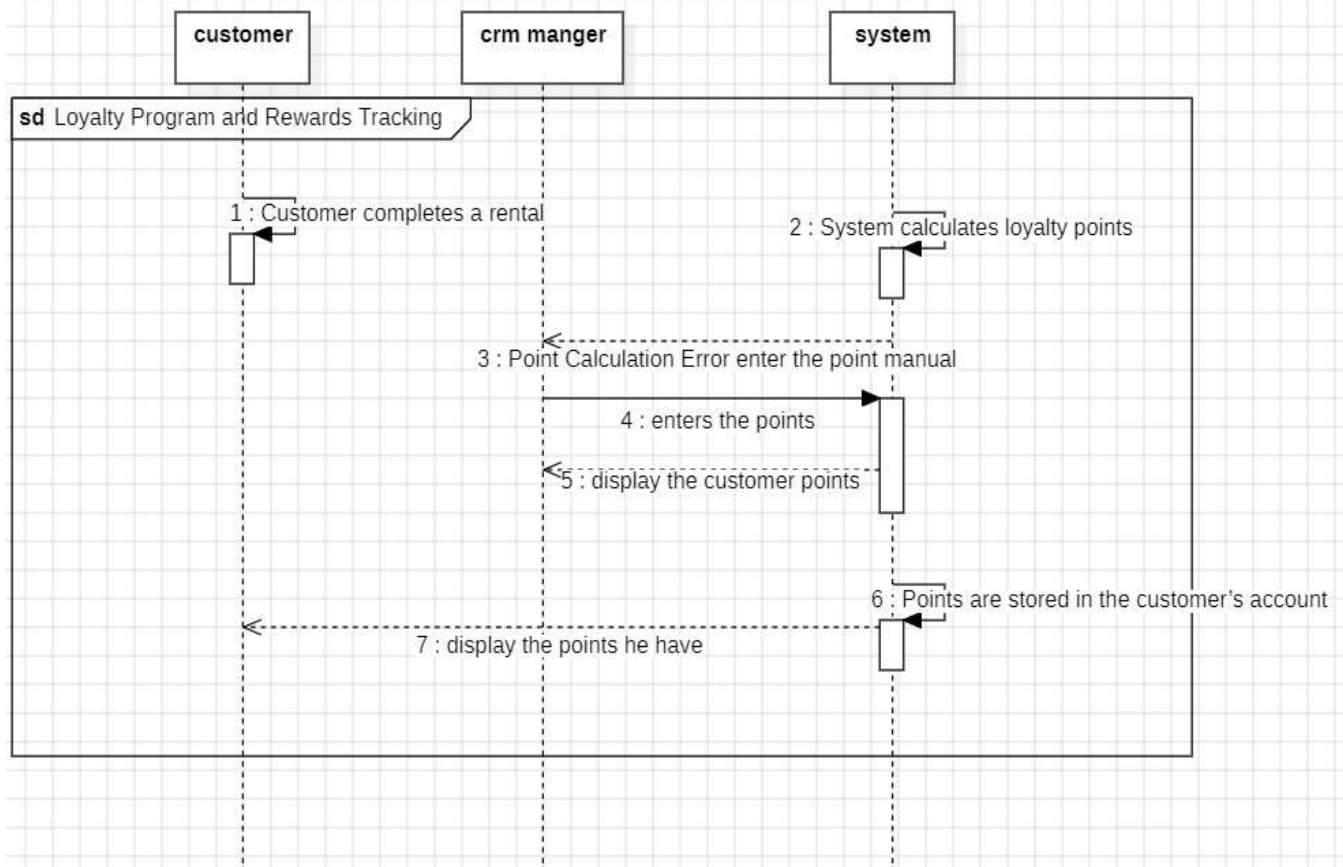 customer
crm manger
system
sd Loyalty Program and Rewards Tracking
1 : Customer completes a rental
2 : System calculates loyalty points
3 : Point Calculation Error enter the point manual
4 : enters the points
5 : display the customer points
6 : Points are stored in the customer's account
7 : display the points he have